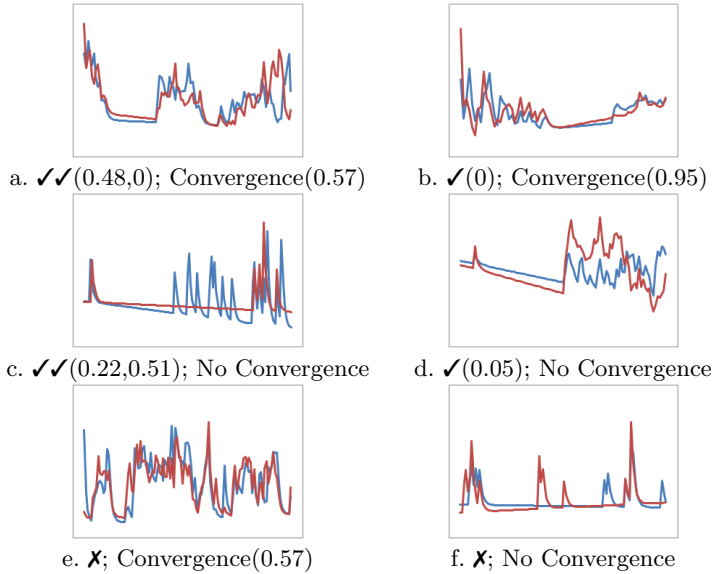 a. ✓✓(0.48,0); Convergence(0.57)
b. ✓(0); Convergence(0.95)
c. ✓✓(0.22,0.51); No Convergence
d. ✓(0.05); No Convergence
e. ✗; Convergence(0.57)
f. ✗; No Convergence